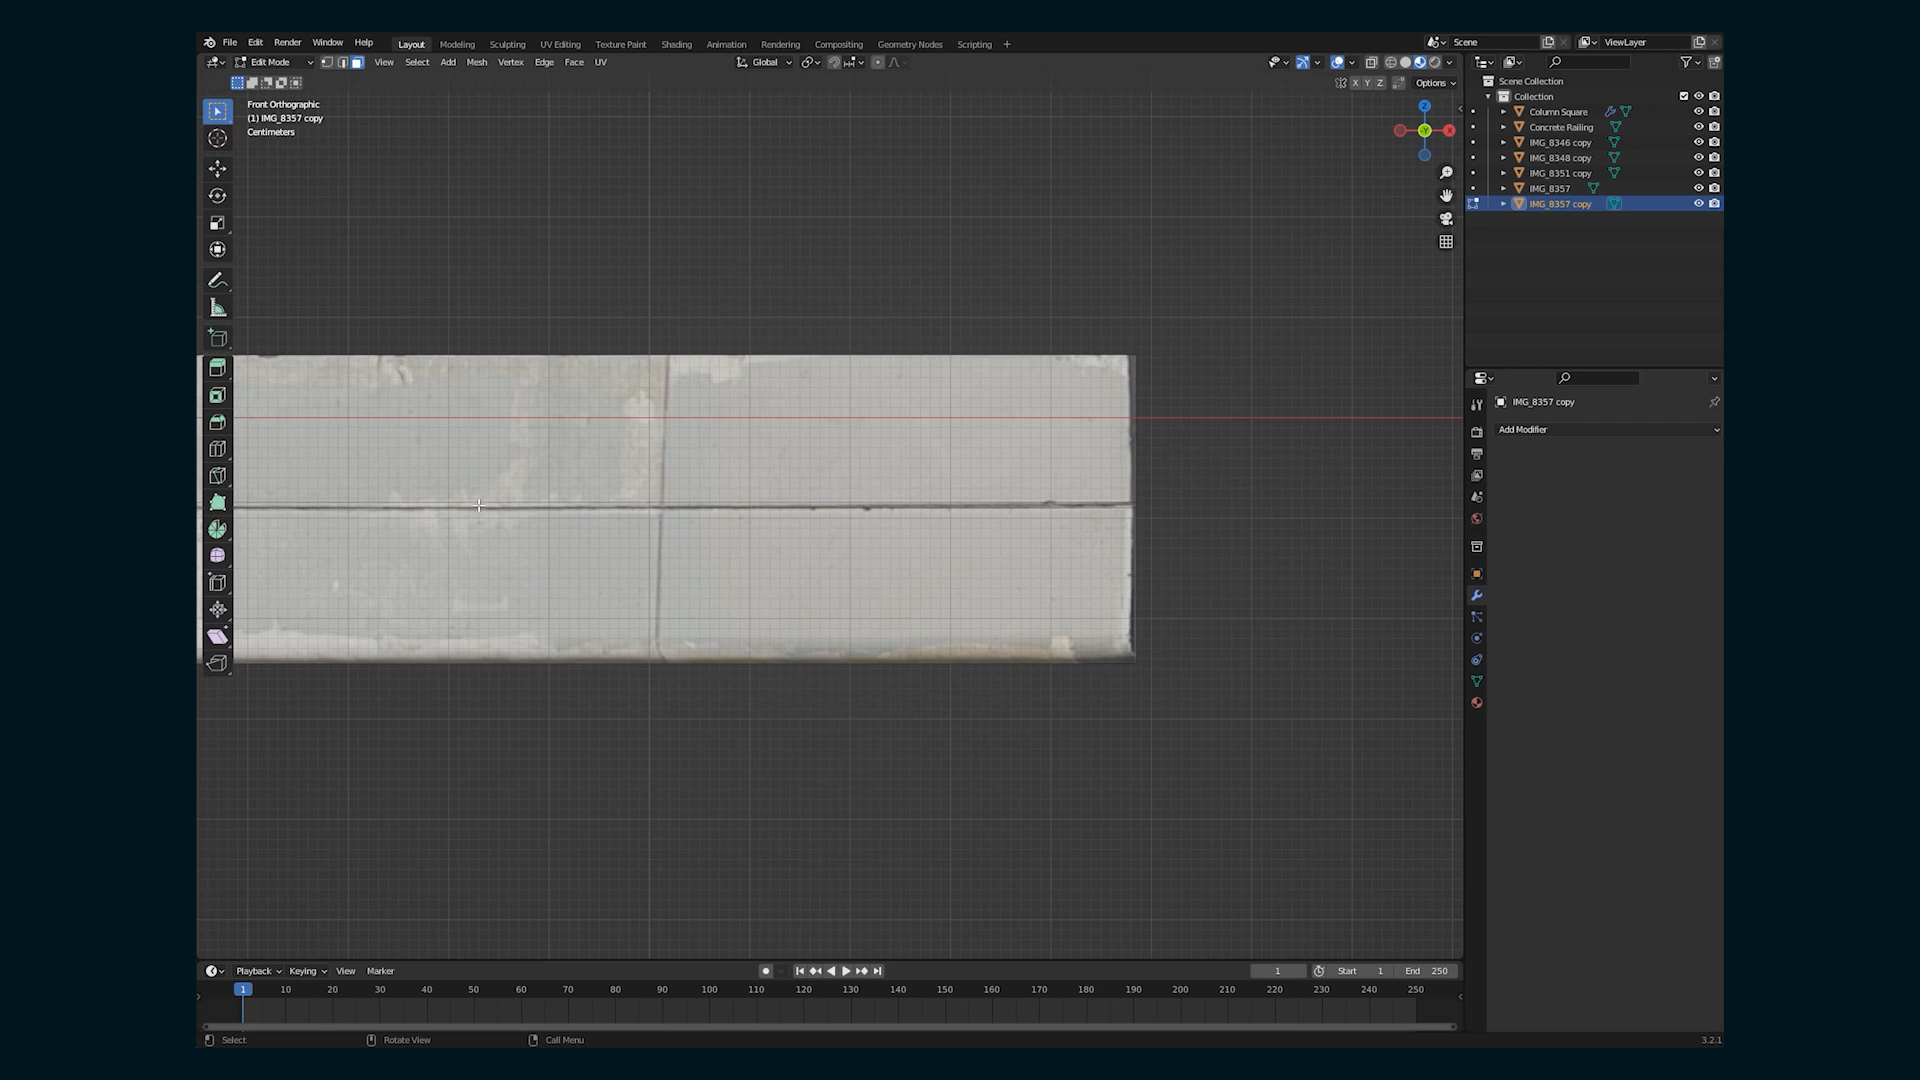 File Edit Render Window Help
Layout Modeling Sculpting UV Editing Texture Paint Shading Animation Rendering Compositing Geometry Nodes Scripting +
Scene
ViewLayer
Edit Mode
View Select Add Mesh Vertex Edge Face UV
Global
X Y Z
Options
Front Orthographic
(1) IMG_8357 copy
Centimeters
Z
Y
X
Scene Collection
Collection
Column Square
Concrete Railing
IMG_8346 copy
IMG_8348 copy
IMG_8351 copy
IMG_8357
IMG_8357 copy
IMG_8357 copy
Add Modifier
Playback Keying View Marker
1
Start 1
End 250
1 10 20 30 40 50 60 70 80 90 100 110 120 130 140 150 160 170 180 190 200 210 220 230 240 250
Select
Rotate View
Call Menu
3.2.1